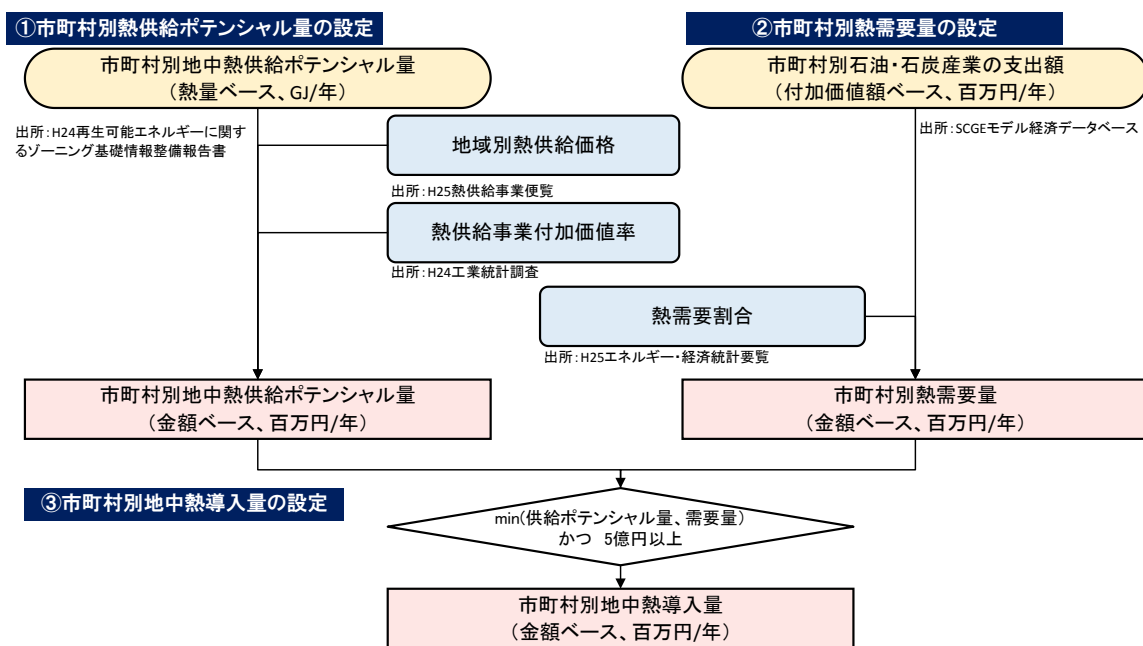 ①市町村別熱供給ポテンシャル量の設定
市町村別地中熱供給ポテンシャル量
（熱量ベース、GJ/年）
出所：H24再生可能エネルギーに関す
るゾーニング基礎情報整備報告書
地域別熱供給価格
出所：H25熱供給事業便覧
熱供給事業付加価値率
出所：H24工業統計調査
②市町村別熱需要量の設定
市町村別石油・石炭産業の支出額
（付加価値額ベース、百万円/年）
出所：SCGEモデル経済データベース
熱需要割合
出所：H25エネルギー・経済統計要覧
市町村別地中熱供給ポテンシャル量
（金額ベース、百万円/年）
市町村別熱需要量
（金額ベース、百万円/年）
③市町村別地中熱導入量の設定
min(供給ポテンシャル量、需要量)
かつ　5億円以上
市町村別地中熱導入量
（金額ベース、百万円/年）